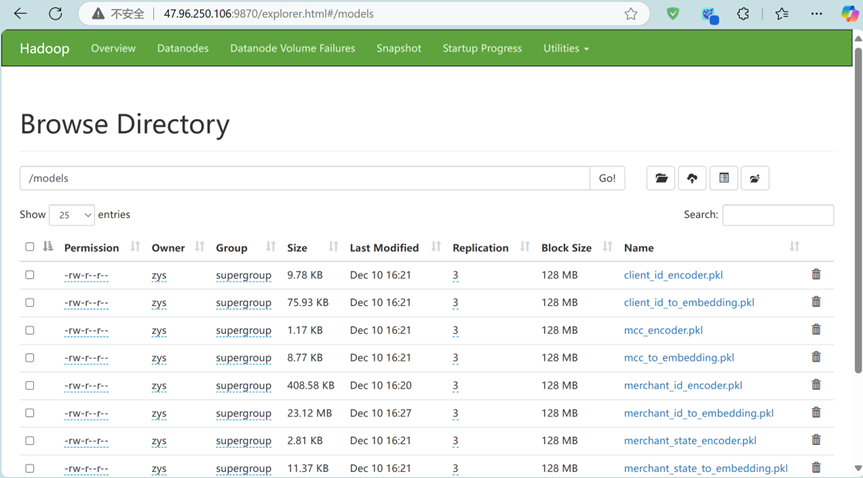 不安全 47.96.250.106:9870/explorer.html#/models
Hadoop Overview Datanodes Datanode Volume Failures Snapshot Startup Progress Utilities
Browse Directory
/models Go!
Show 25 entries Search:
Permission Owner Group Size Last Modified Replication Block Size Name
-rw-r--r-- zys supergroup 9.78 KB Dec 10 16:21 3 128 MB client_id_encoder.pkl
-rw-r--r-- zys supergroup 75.93 KB Dec 10 16:21 3 128 MB client_id_to_embedding.pkl
-rw-r--r-- zys supergroup 1.17 KB Dec 10 16:21 3 128 MB mcc_encoder.pkl
-rw-r--r-- zys supergroup 8.77 KB Dec 10 16:21 3 128 MB mcc_to_embedding.pkl
-rw-r--r-- zys supergroup 408.58 KB Dec 10 16:20 3 128 MB merchant_id_encoder.pkl
-rw-r--r-- zys supergroup 23.12 MB Dec 10 16:27 3 128 MB merchant_id_to_embedding.pkl
-rw-r--r-- zys supergroup 2.81 KB Dec 10 16:21 3 128 MB merchant_state_encoder.pkl
-rw-r--r-- zys supergroup 11.37 KB Dec 10 16:21 3 128 MB merchant_state_to_embedding.pkl